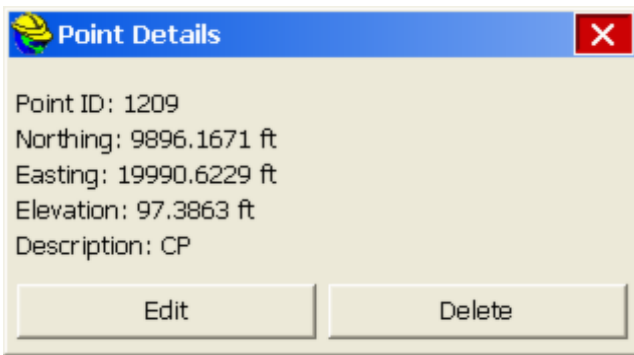 Point Details
Point ID: 1209
Northing: 9896.1671 ft
Easting: 19990.6229 ft
Elevation: 97.3863 ft
Description: CP
Edit
Delete